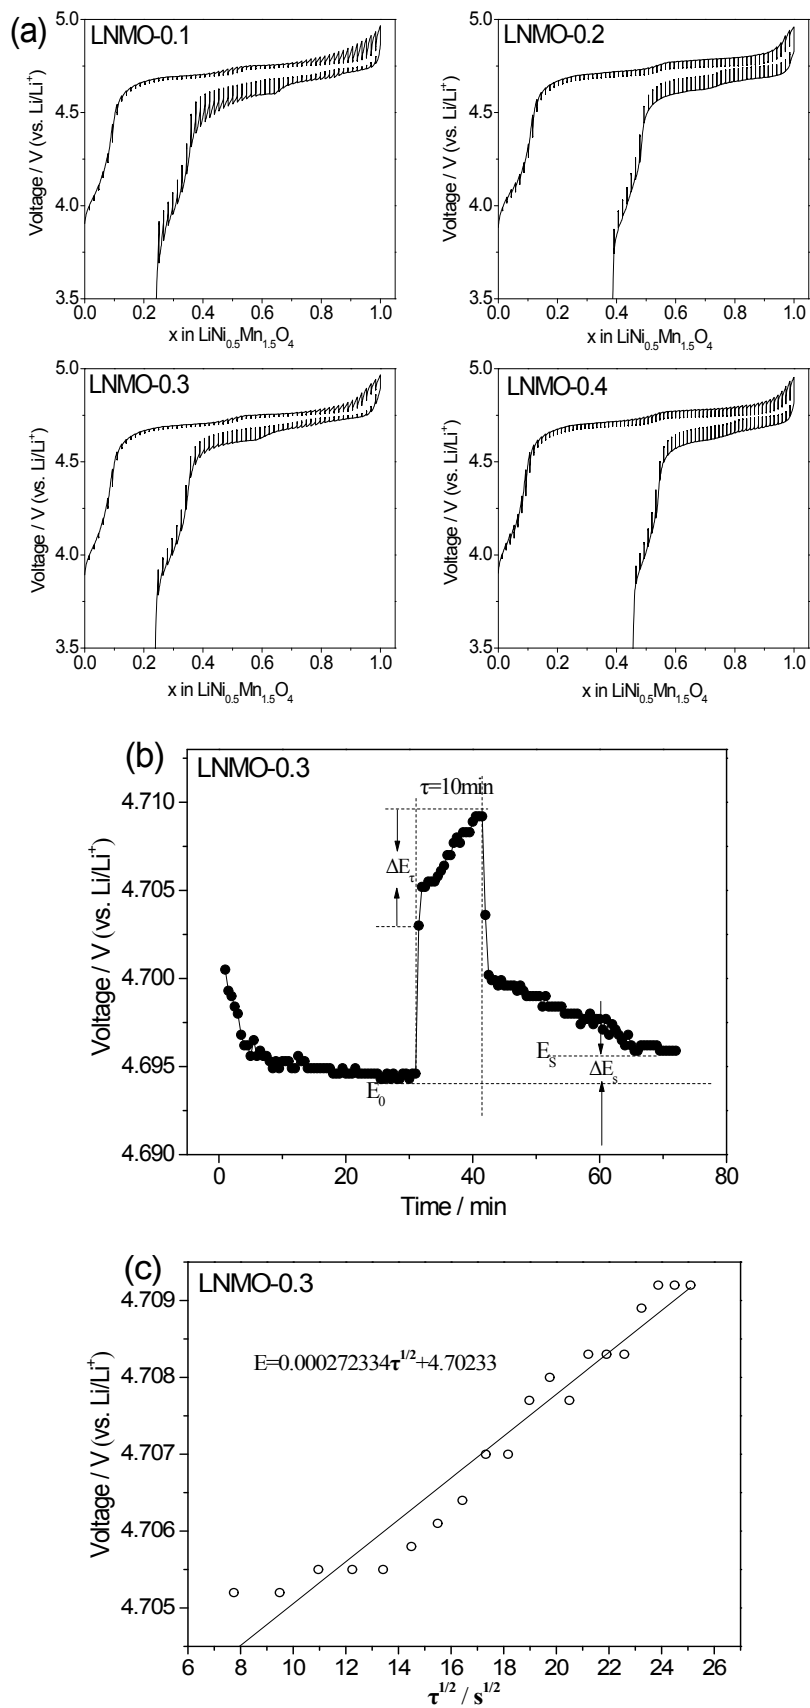 (a)
LNMO-0.1
5.0
4.5
4.0
3.5
Voltage / V (vs. Li/Li⁺)
0.0 0.2 0.4 0.6 0.8 1.0
x in LiNi₀.₅Mn₁.₅O₄
LNMO-0.2
5.0
4.5
4.0
3.5
Voltage / V (vs. Li/Li⁺)
0.0 0.2 0.4 0.6 0.8 1.0
x in LiNi₀.₅Mn₁.₅O₄
LNMO-0.3
5.0
4.5
4.0
3.5
Voltage / V (vs. Li/Li⁺)
0.0 0.2 0.4 0.6 0.8 1.0
x in LiNi₀.₅Mn₁.₅O₄
LNMO-0.4
5.0
4.5
4.0
3.5
Voltage / V (vs. Li/Li⁺)
0.0 0.2 0.4 0.6 0.8 1.0
x in LiNi₀.₅Mn₁.₅O₄
(b)
LNMO-0.3
τ=10min
ΔE_τ
E₀
E_S
ΔE_s
4.710
4.705
4.700
4.695
4.690
Voltage / V (vs. Li/Li⁺)
0 20 40 60 80
Time / min
(c)
LNMO-0.3
E=0.000272334τ^1/2+4.70233
4.709
4.708
4.707
4.706
4.705
Voltage / V (vs. Li/Li⁺)
6 8 10 12 14 16 18 20 22 24 26
τ^1/2 / s^1/2